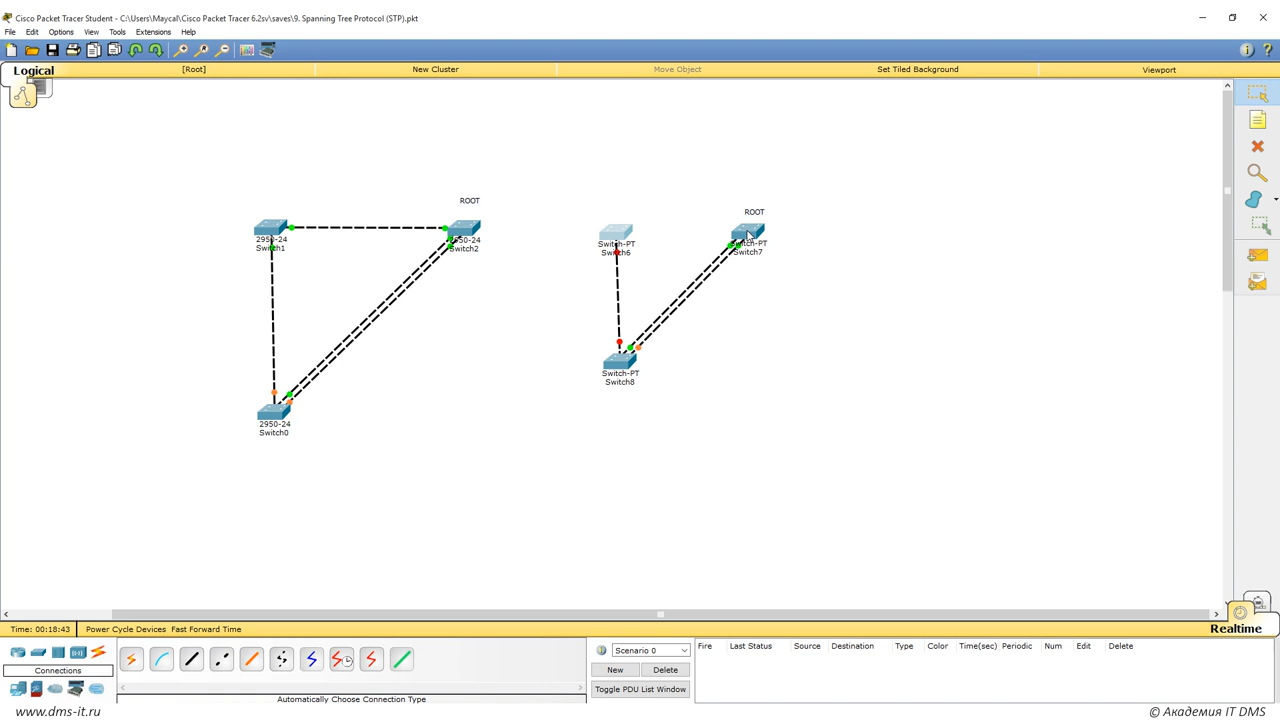 Cisco Packet Tracer Student - C:\Users\Maycal\Cisco Packet Tracer 6.2sv\saves\9. Spanning Tree Protocol (STP).pkt
File Edit Options View Tools Extensions Help
Logical [Root] New Cluster Move Object Set Tiled Background Viewport
ROOT
ROOT
2950-24
Switch1
2950-24
Switch2
Switch-PT
Switch6
Switch-PT
Switch7
Switch-PT
Switch8
2950-24
Switch0
Time: 00:18:43 Power Cycle Devices Fast Forward Time Realtime
Scenario 0
Fire Last Status Source Destination Type Color Time(sec) Periodic Num Edit Delete
Connections
New Delete
Toggle PDU List Window
Automatically Choose Connection Type
www.dms-it.ru
© Академия IT DMS